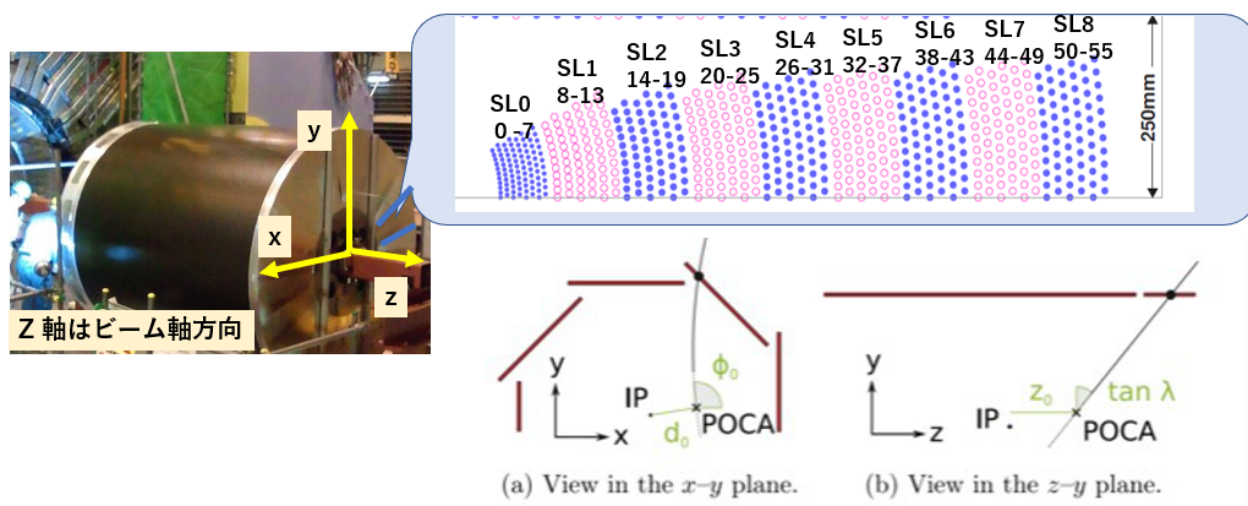 SL0
0 -7
SL1
8-13
SL2
14-19
SL3
20-25
SL4
26-31
SL5
32-37
SL6
38-43
SL7
44-49
SL8
50-55
250mm
y
x
z
Z 軸はビーム軸方向
y
x
IP
d₀
ϕ₀
POCA
(a) View in the x–y plane.
y
z
IP
z₀
tan λ
POCA
(b) View in the z–y plane.